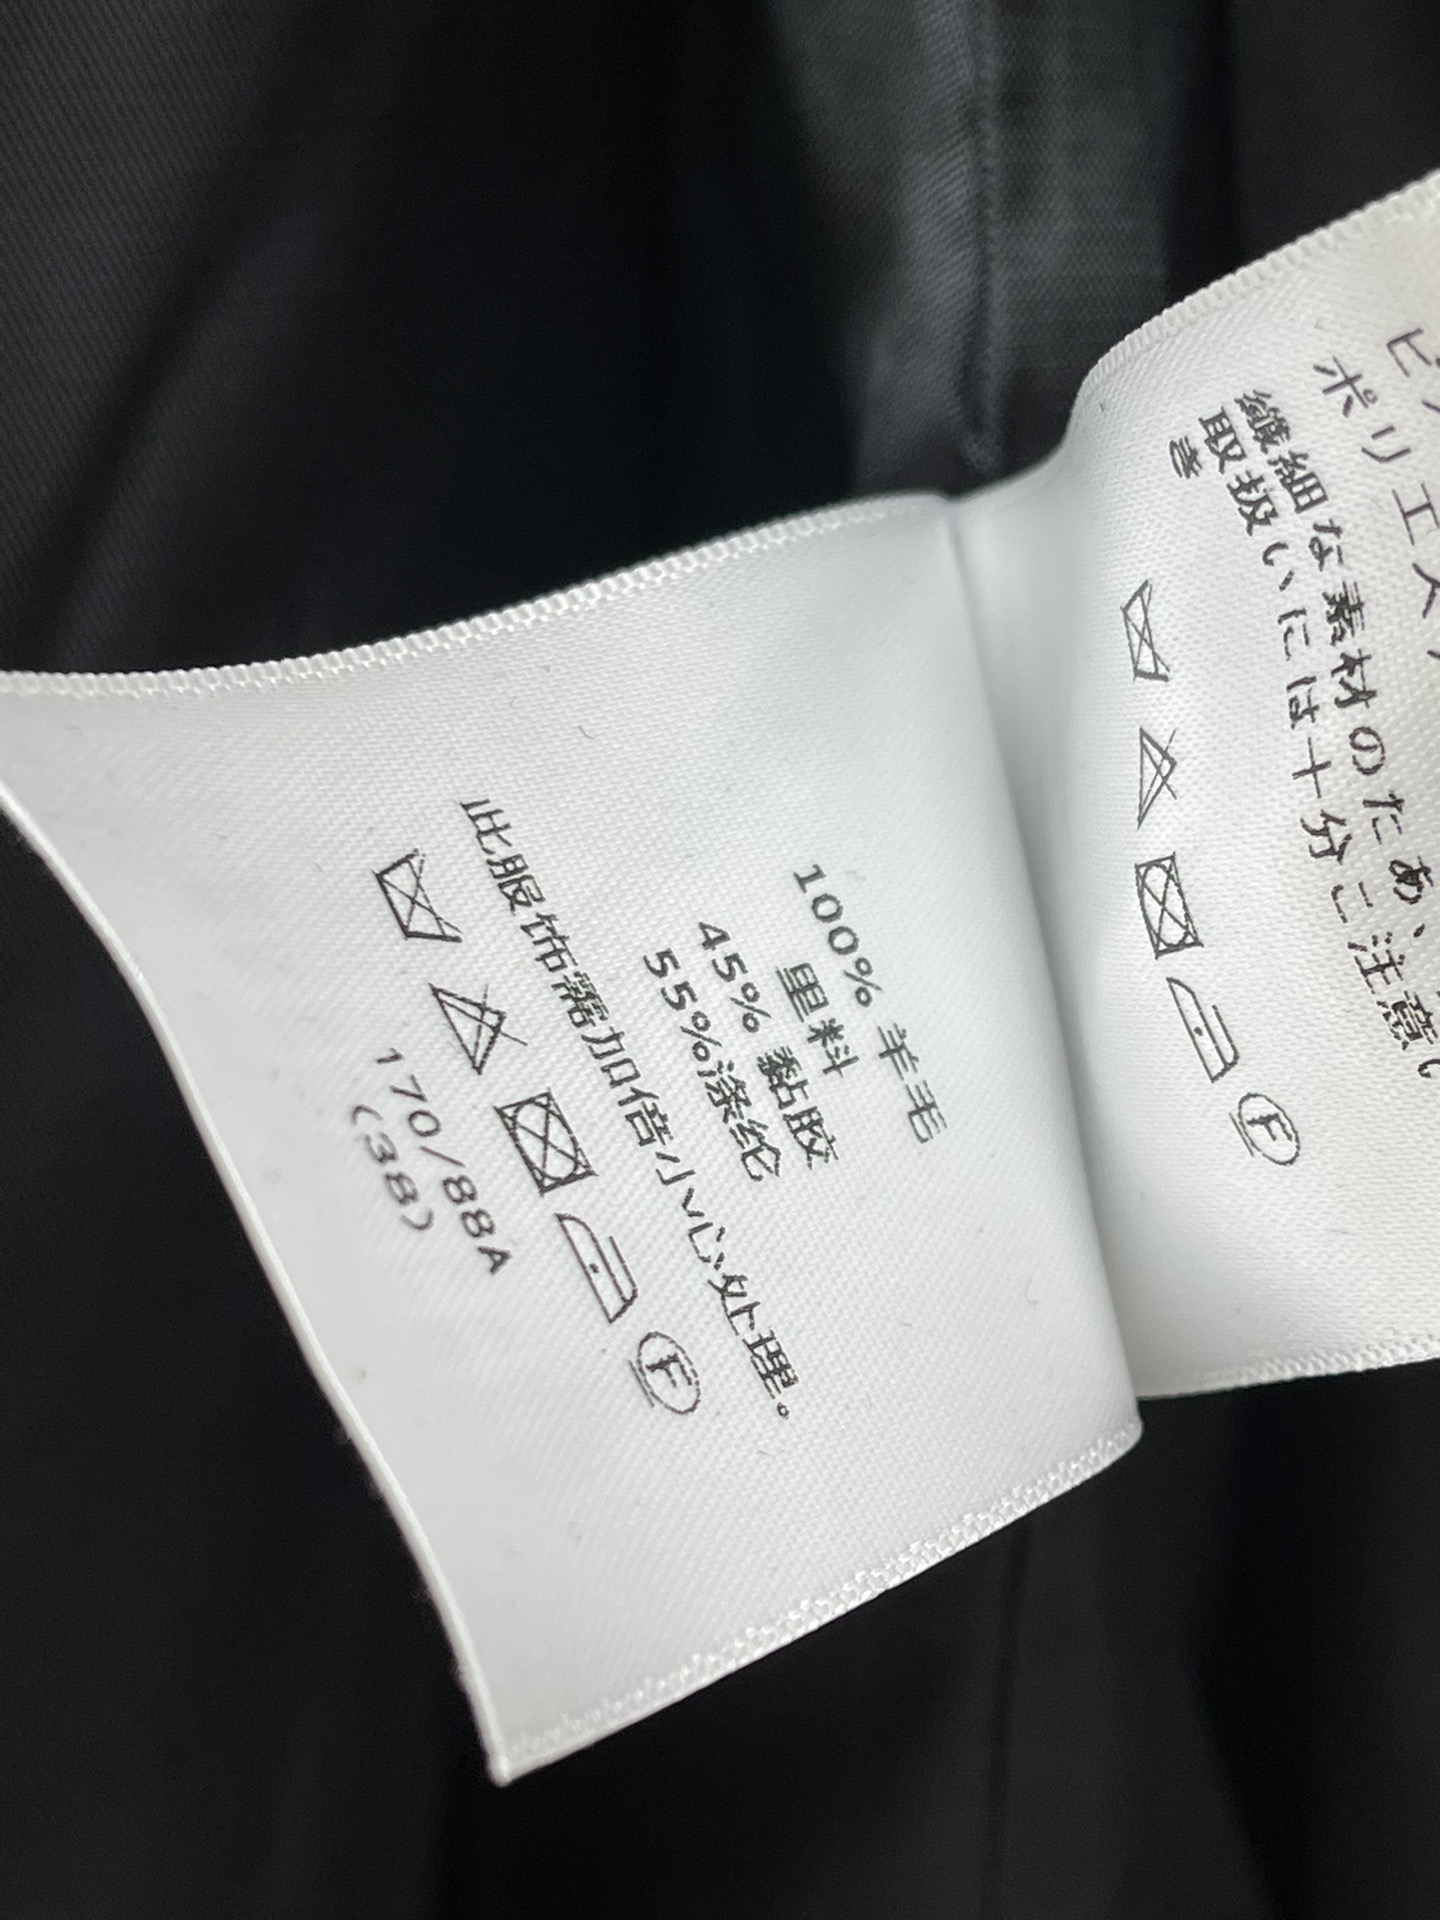 100% 羊毛
里料
45% 黏胶
55%涤纶
此服饰需加倍小心处理。
F
170/88A
(38)
ポリエス
繊細な素材のため、
取扱いには十分ご注意
き
F